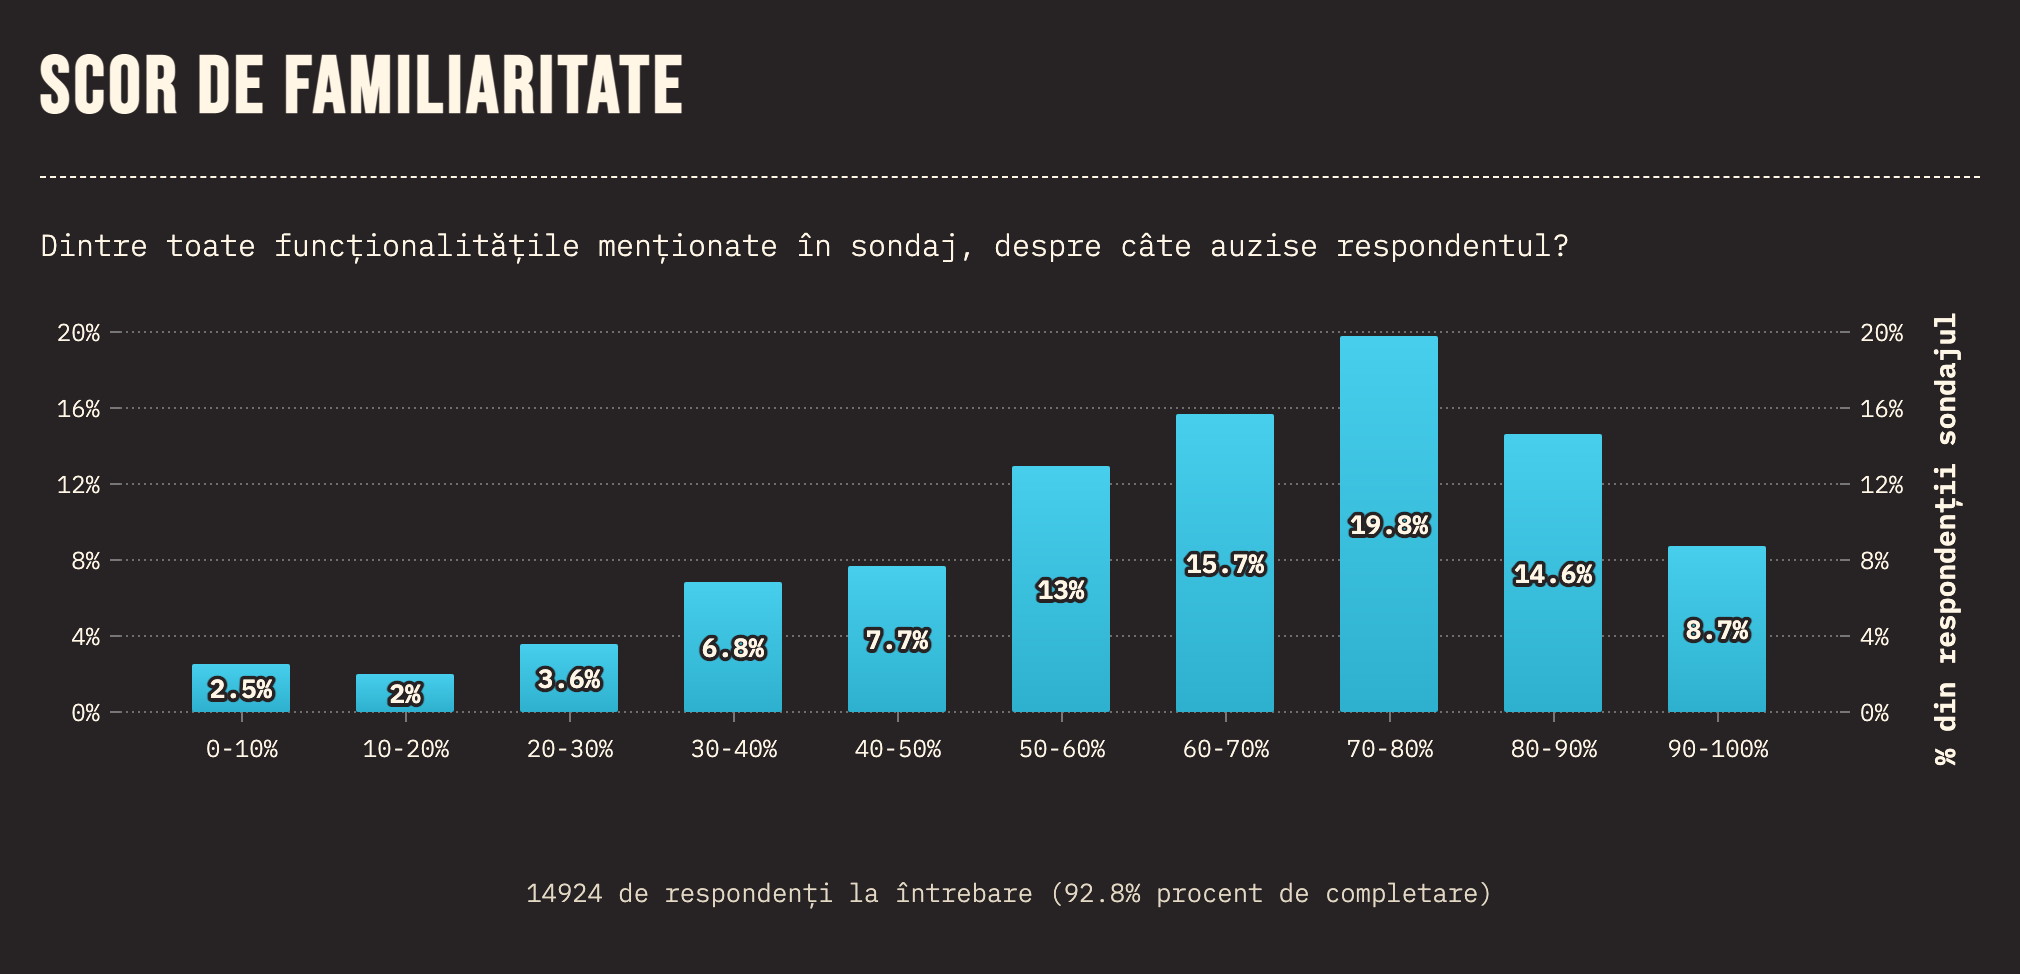 SCOR DE FAMILIARITATE
Dintre toate funcționalitățile menționate în sondaj, despre câte auzise respondentul?
20% 20%
16% 16%
12% 12%
8% 8%
4% 4%
0% 0%
2.5% 2% 3.6% 6.8% 7.7% 13% 15.7% 19.8% 14.6% 8.7%
0-10% 10-20% 20-30% 30-40% 40-50% 50-60% 60-70% 70-80% 80-90% 90-100%
% din respondenții sondajul
14924 de respondenți la întrebare (92.8% procent de completare)